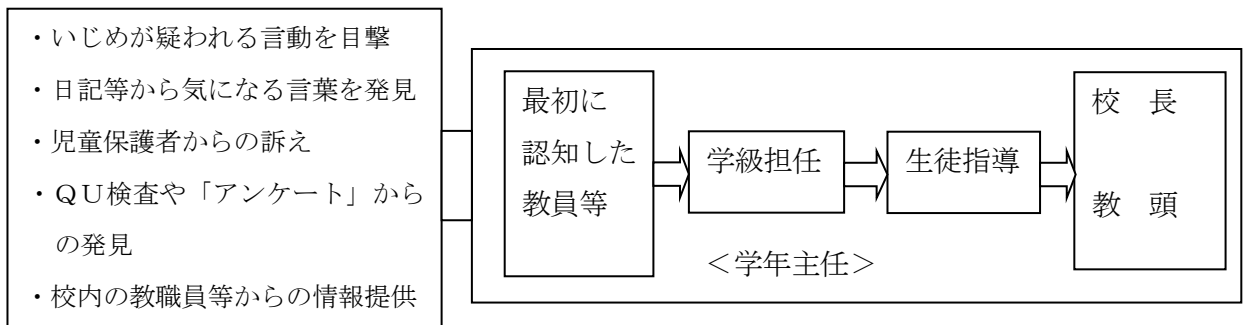 ・いじめが疑われる言動を目撃
・日記等から気になる言葉を発見
・児童保護者からの訴え
・ＱＵ検査や「アンケート」から
の発見
・校内の教職員等からの情報提供
最初に
認知した
教員等
学級担任
生徒指導
＜学年主任＞
校　長
教　頭